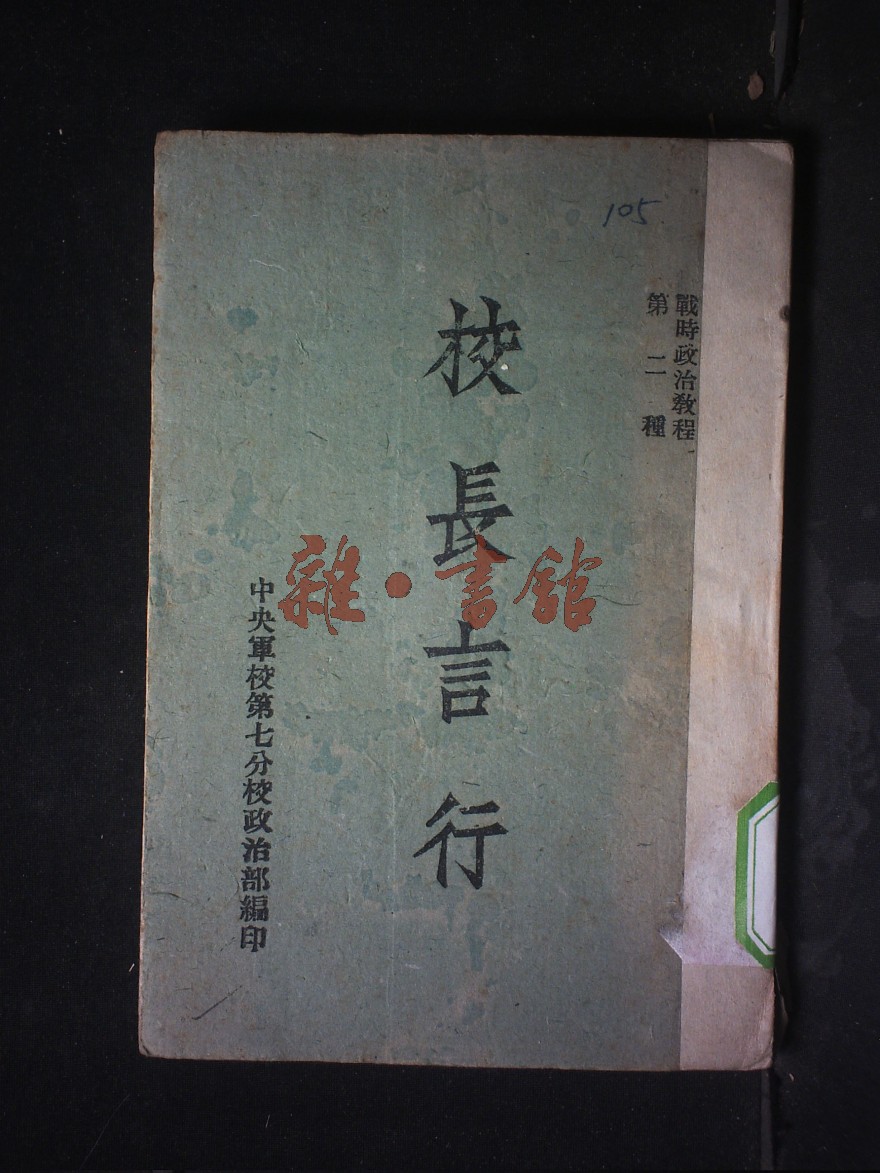 105
戰時政治教程
第二種
校長言行
中央軍校第七分校政治部編印
雜·書館